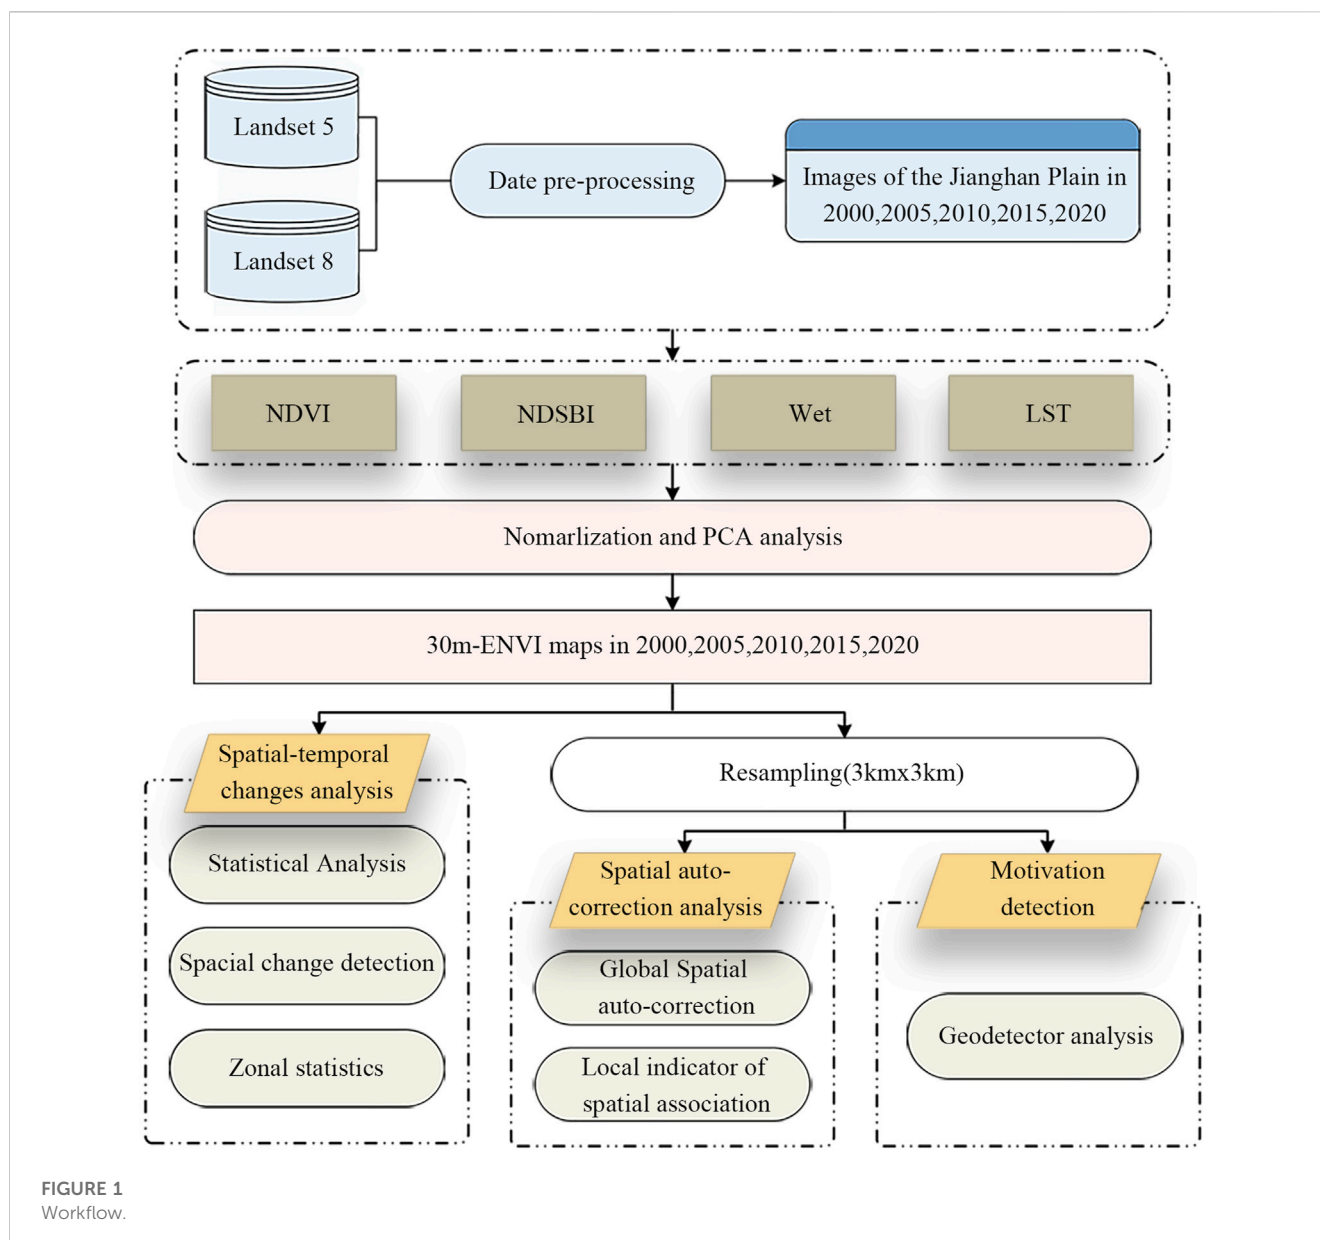 Landset 5
Landset 8
Date pre-processing
Images of the Jianghan Plain in
2000,2005,2010,2015,2020
NDVI
NDSBI
Wet
LST
Nomarlization and PCA analysis
30m-ENVI maps in 2000,2005,2010,2015,2020
Spatial-temporal
changes analysis
Statistical Analysis
Spacial change detection
Zonal statistics
Resampling(3kmx3km)
Spatial auto-
correction analysis
Global Spatial
auto-correction
Local indicator of
spatial association
Motivation
detection
Geodetector analysis
FIGURE 1
Workflow.